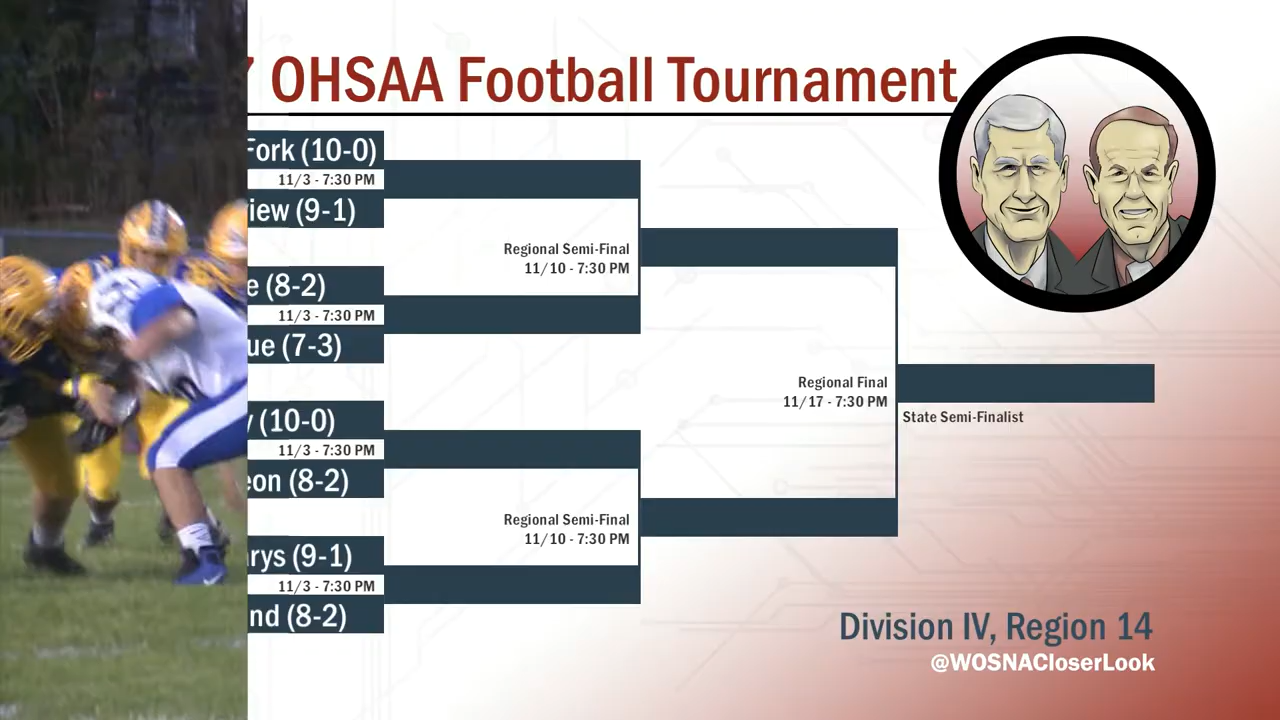 OHSAA Football Tournament
Fork (10-0)
11/3 - 7:30 PM
iew (9-1)
Regional Semi-Final
11/10 - 7:30 PM
e (8-2)
11/3 - 7:30 PM
ue (7-3)
Regional Final
11/17 - 7:30 PM
State Semi-Finalist
y (10-0)
11/3 - 7:30 PM
eon (8-2)
Regional Semi-Final
11/10 - 7:30 PM
rys (9-1)
11/3 - 7:30 PM
nd (8-2)
Division IV, Region 14
@WOSNACloserLook